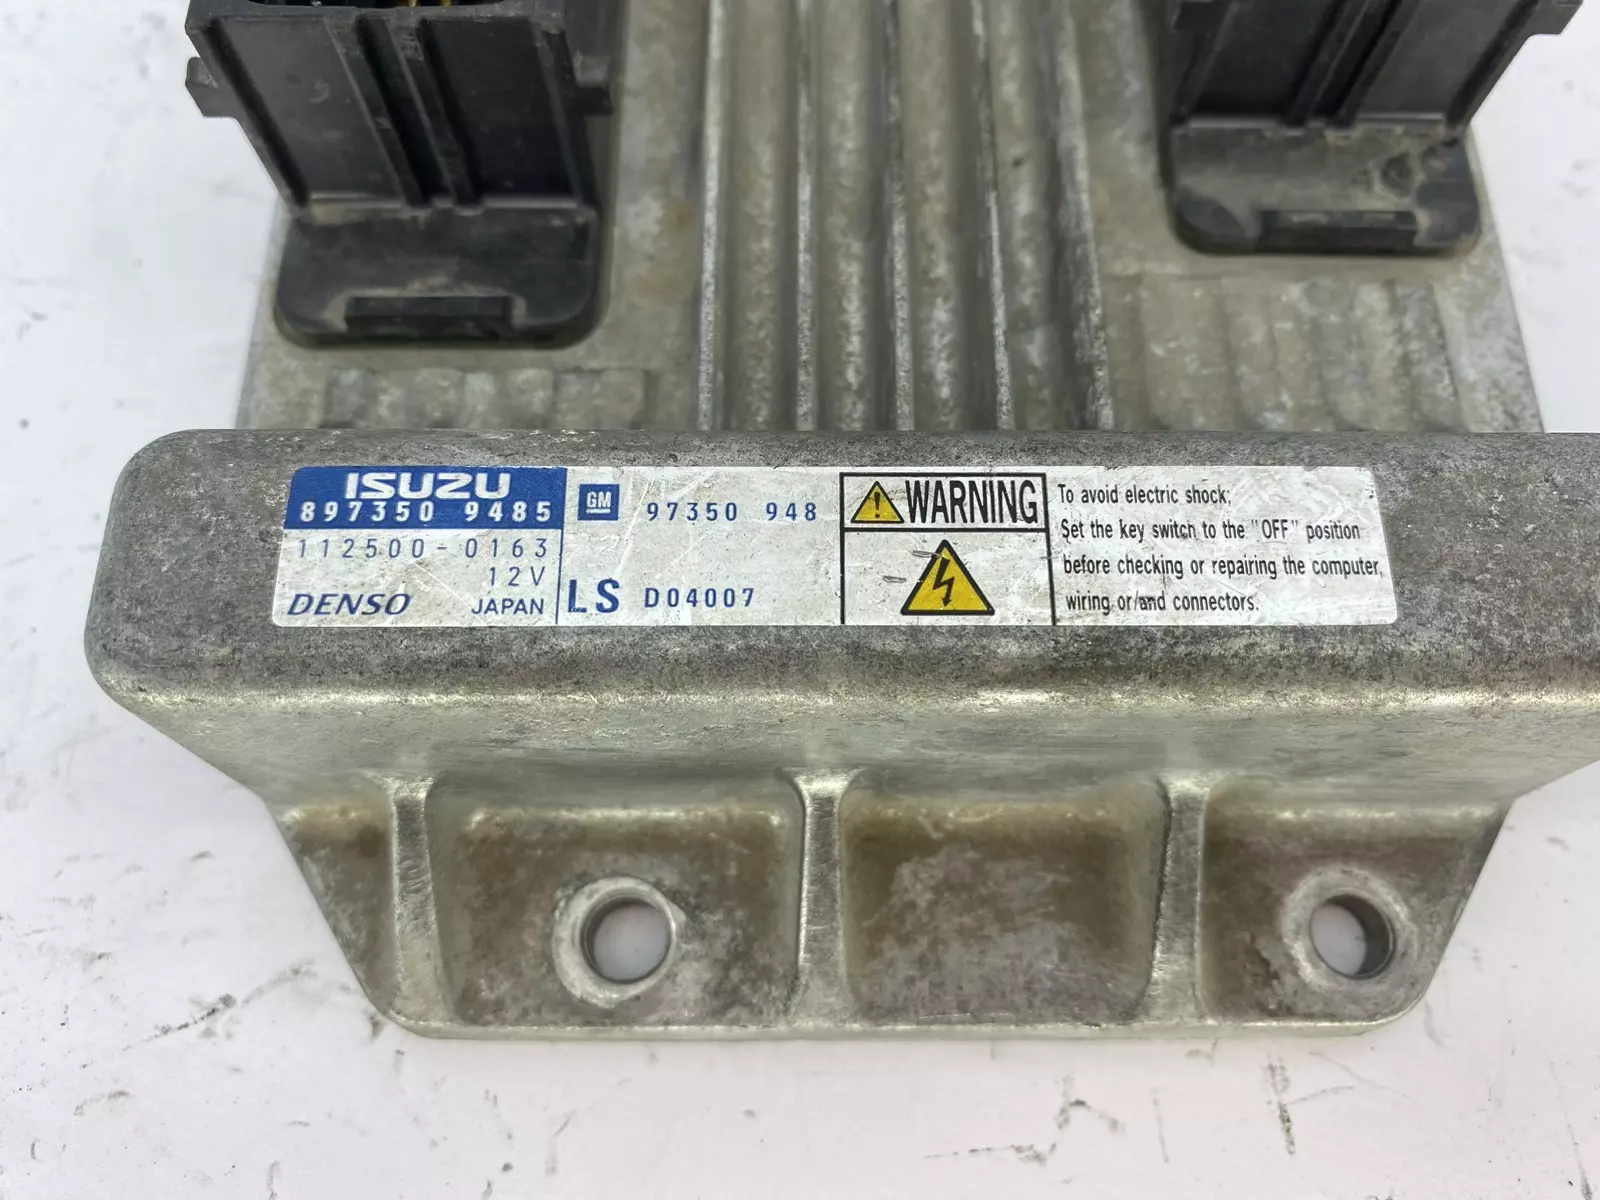 ISUZU
897350 9485
112500-0163
12V
DENSO JAPAN
GM 97350 948
LS D04007
! WARNING
To avoid electric shock;
Set the key switch to the "OFF" position
before checking or repairing the computer,
wiring or/and connectors.